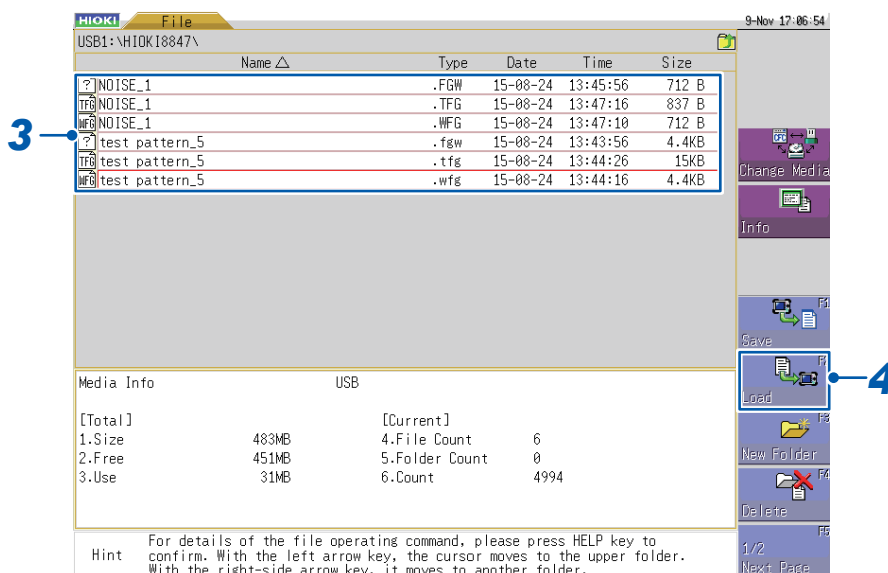 HIOKI File 9-Nov 17:06:54
USB1:\HIOKI8847\
Name △ Type Date Time Size
? NOISE_1 .FGW 15-08-24 13:45:56 712 B
TFG NOISE_1 .TFG 15-08-24 13:47:16 837 B
WFG NOISE_1 .WFG 15-08-24 13:47:10 712 B
? test pattern_5 .fgw 15-08-24 13:43:56 4.4KB
TFG test pattern_5 .tfg 15-08-24 13:44:26 15KB
WFG test pattern_5 .wfg 15-08-24 13:44:16 4.4KB
3
CFC
Change Media
Info
F1
Save
Load
4
F3
New Folder
F4
Delete
F5
1/2
Next Page
Media Info USB
[Total] [Current]
1.Size 483MB 4.File Count 6
2.Free 451MB 5.Folder Count 0
3.Use 31MB 6.Count 4994
Hint
For details of the file operating command, please press HELP key to
confirm. With the left arrow key, the cursor moves to the upper folder.
With the right-side arrow key, it moves to another folder.